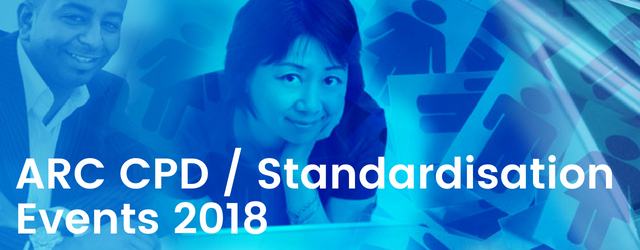 ARC CPD / Standardisation
Events 2018